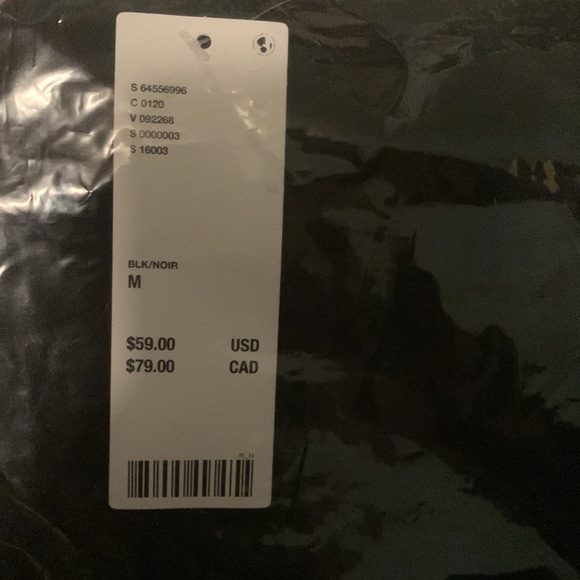 S 64556996
C 0120
V 092268
S 0000003
S 16003
BLK/NOIR
M
$59.00 USD
$79.00 CAD